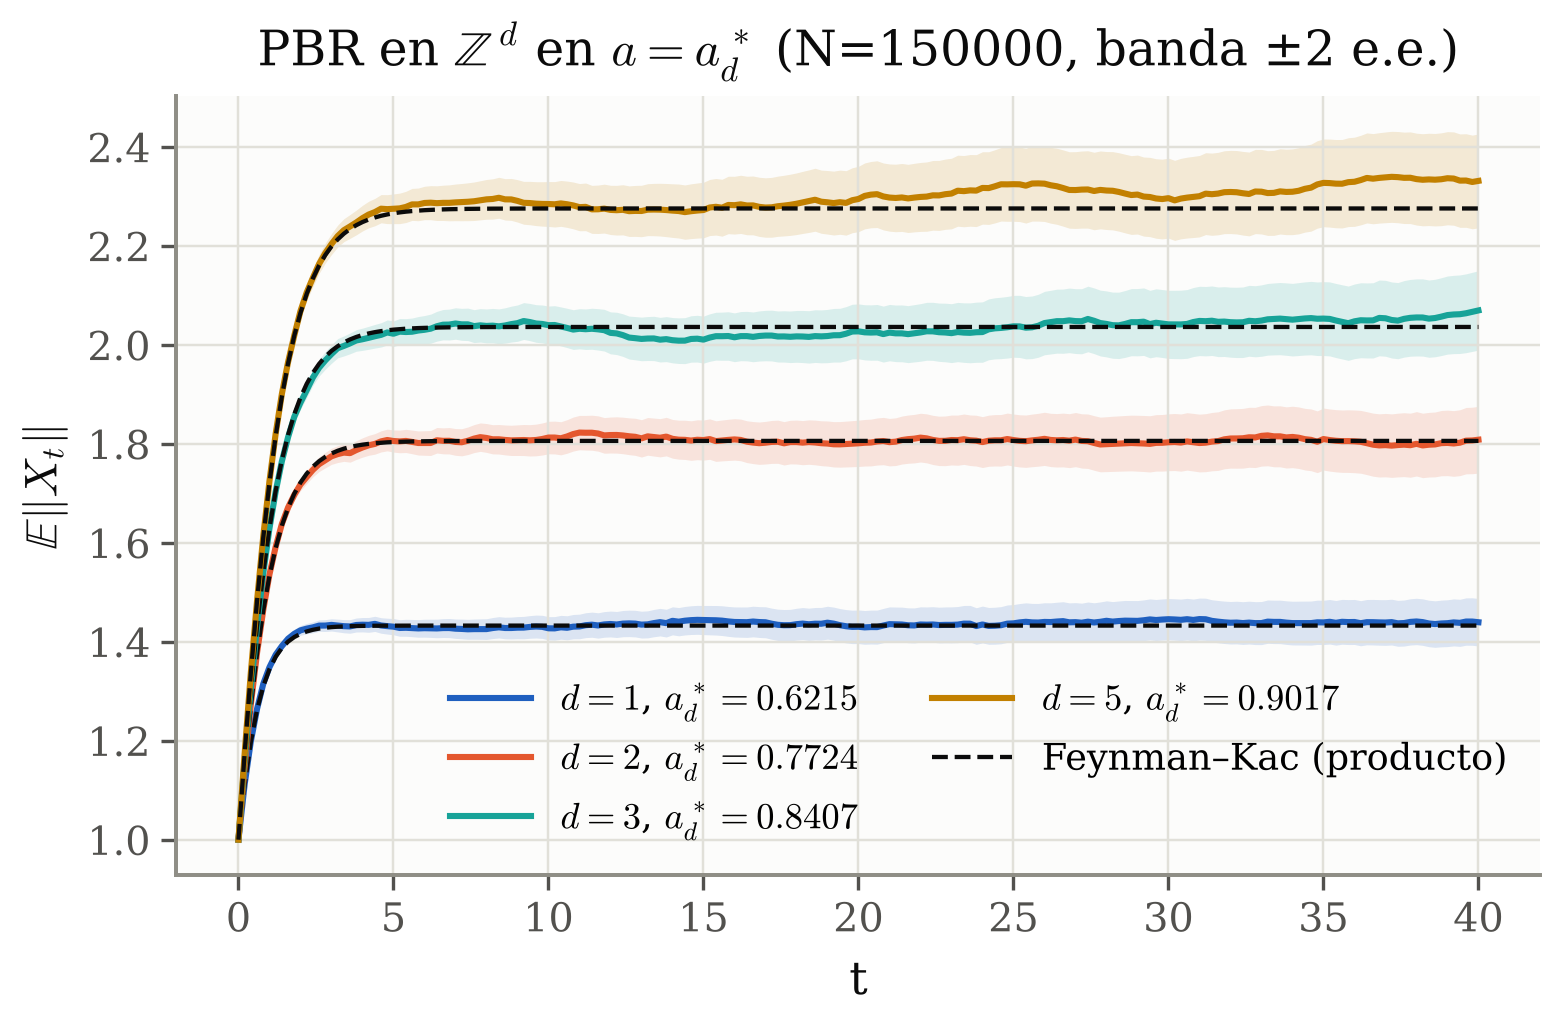 PBR en ℤ^d en a = a_d^* (N=150000, banda ±2 e.e.)
𝔼||X_t||
2.4
2.2
2.0
1.8
1.6
1.4
1.2
1.0
d = 1, a_d^* = 0.6215
d = 2, a_d^* = 0.7724
d = 3, a_d^* = 0.8407
d = 5, a_d^* = 0.9017
Feynman–Kac (producto)
0 5 10 15 20 25 30 35 40
t